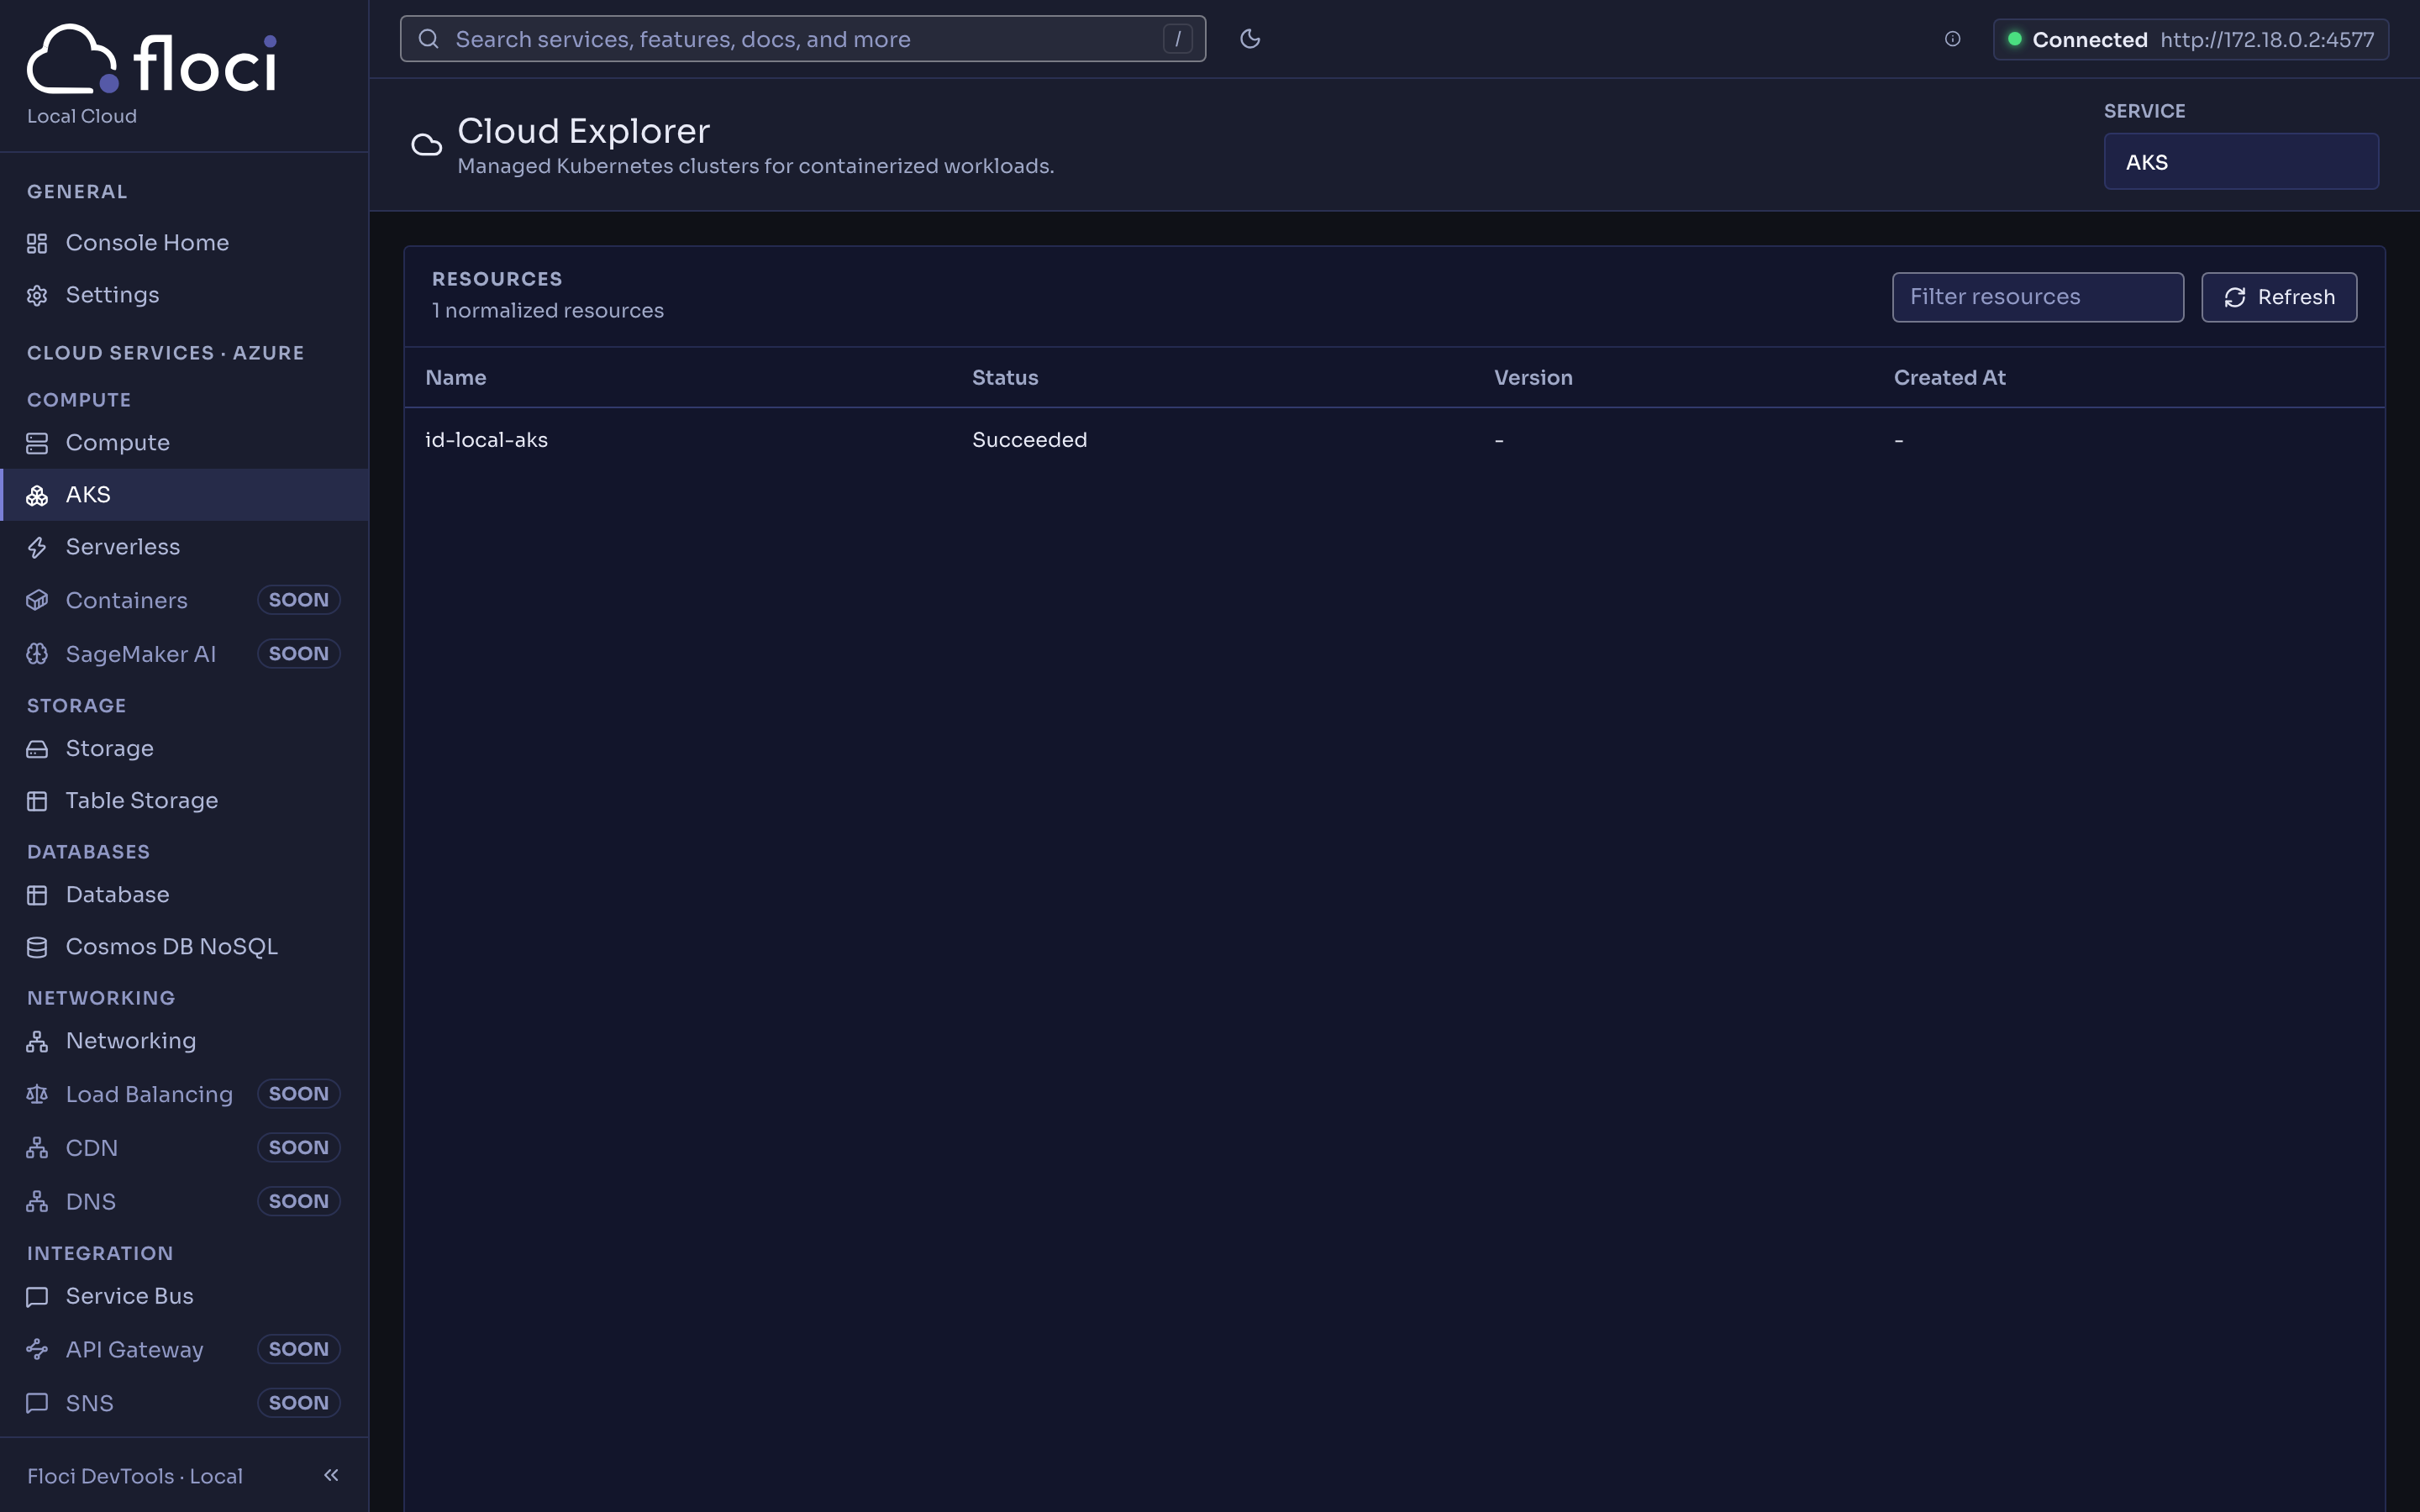 floci
Local Cloud
GENERAL
Console Home
Settings
CLOUD SERVICES · AZURE
COMPUTE
Compute
AKS
Serverless
Containers SOON
SageMaker AI SOON
STORAGE
Storage
Table Storage
DATABASES
Database
Cosmos DB NoSQL
NETWORKING
Networking
Load Balancing SOON
CDN SOON
DNS SOON
INTEGRATION
Service Bus
API Gateway SOON
SNS SOON
Floci DevTools · Local
Search services, features, docs, and more /
Connected http://172.18.0.2:4577
Cloud Explorer
Managed Kubernetes clusters for containerized workloads.
SERVICE
AKS
RESOURCES
1 normalized resources
Filter resources
Refresh
Name Status Version Created At
id-local-aks Succeeded - -